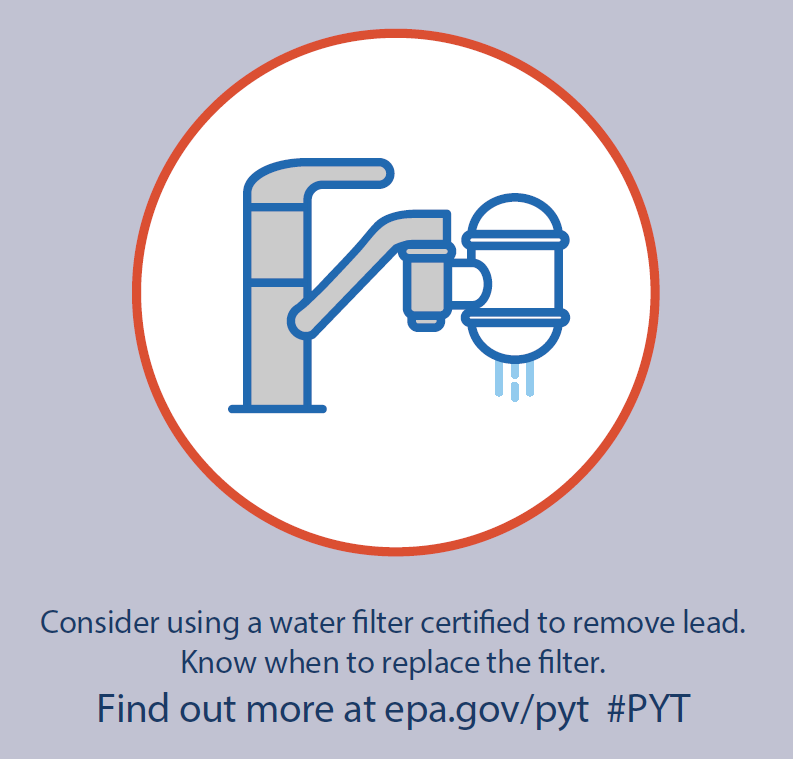 Consider using a water filter certified to remove lead.
Know when to replace the filter.
Find out more at epa.gov/pyt #PYT